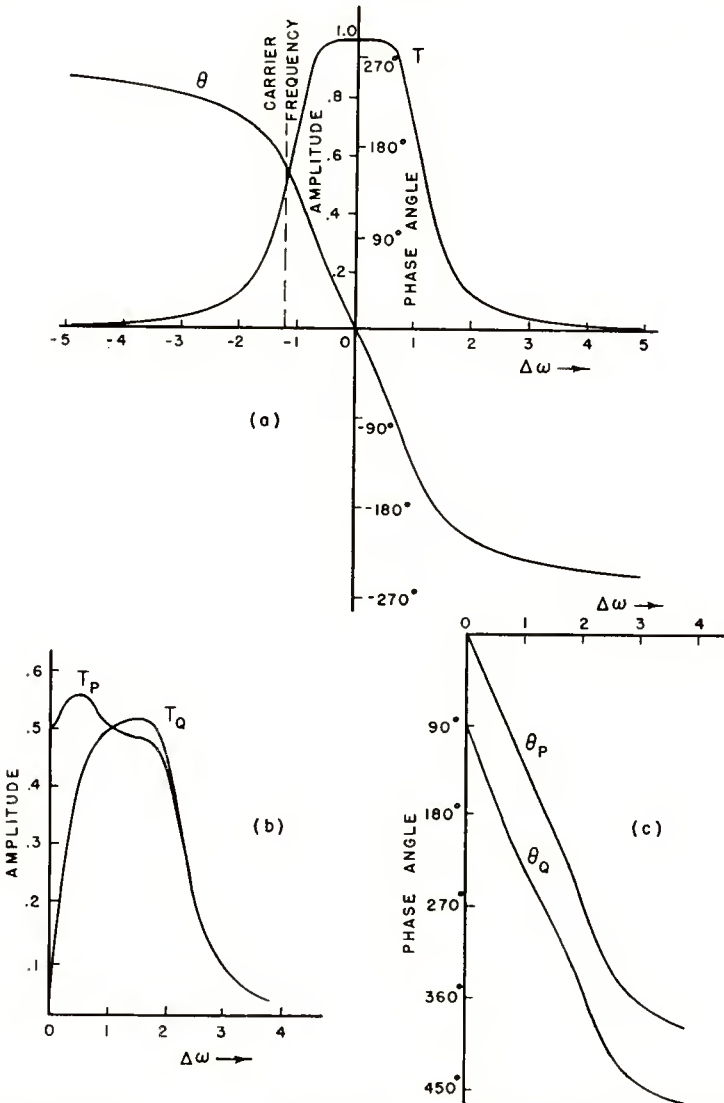 θ
CARRIER
FREQUENCY
AMPLITUDE
1.0
.8
.6
.4
.2
270°
180°
90°
PHASE ANGLE
T
-5 -4 -3 -2 -1 0 1 2 3 4 5
Δω →
(a)
-90°
-180°
-270°
AMPLITUDE
.6
.5
.4
.3
.2
.1
T_P
T_Q
(b)
0 1 2 3 4
Δω →
Δω →
0 1 2 3 4
PHASE ANGLE
90°
180°
270°
360°
450°
θ_P
θ_Q
(c)